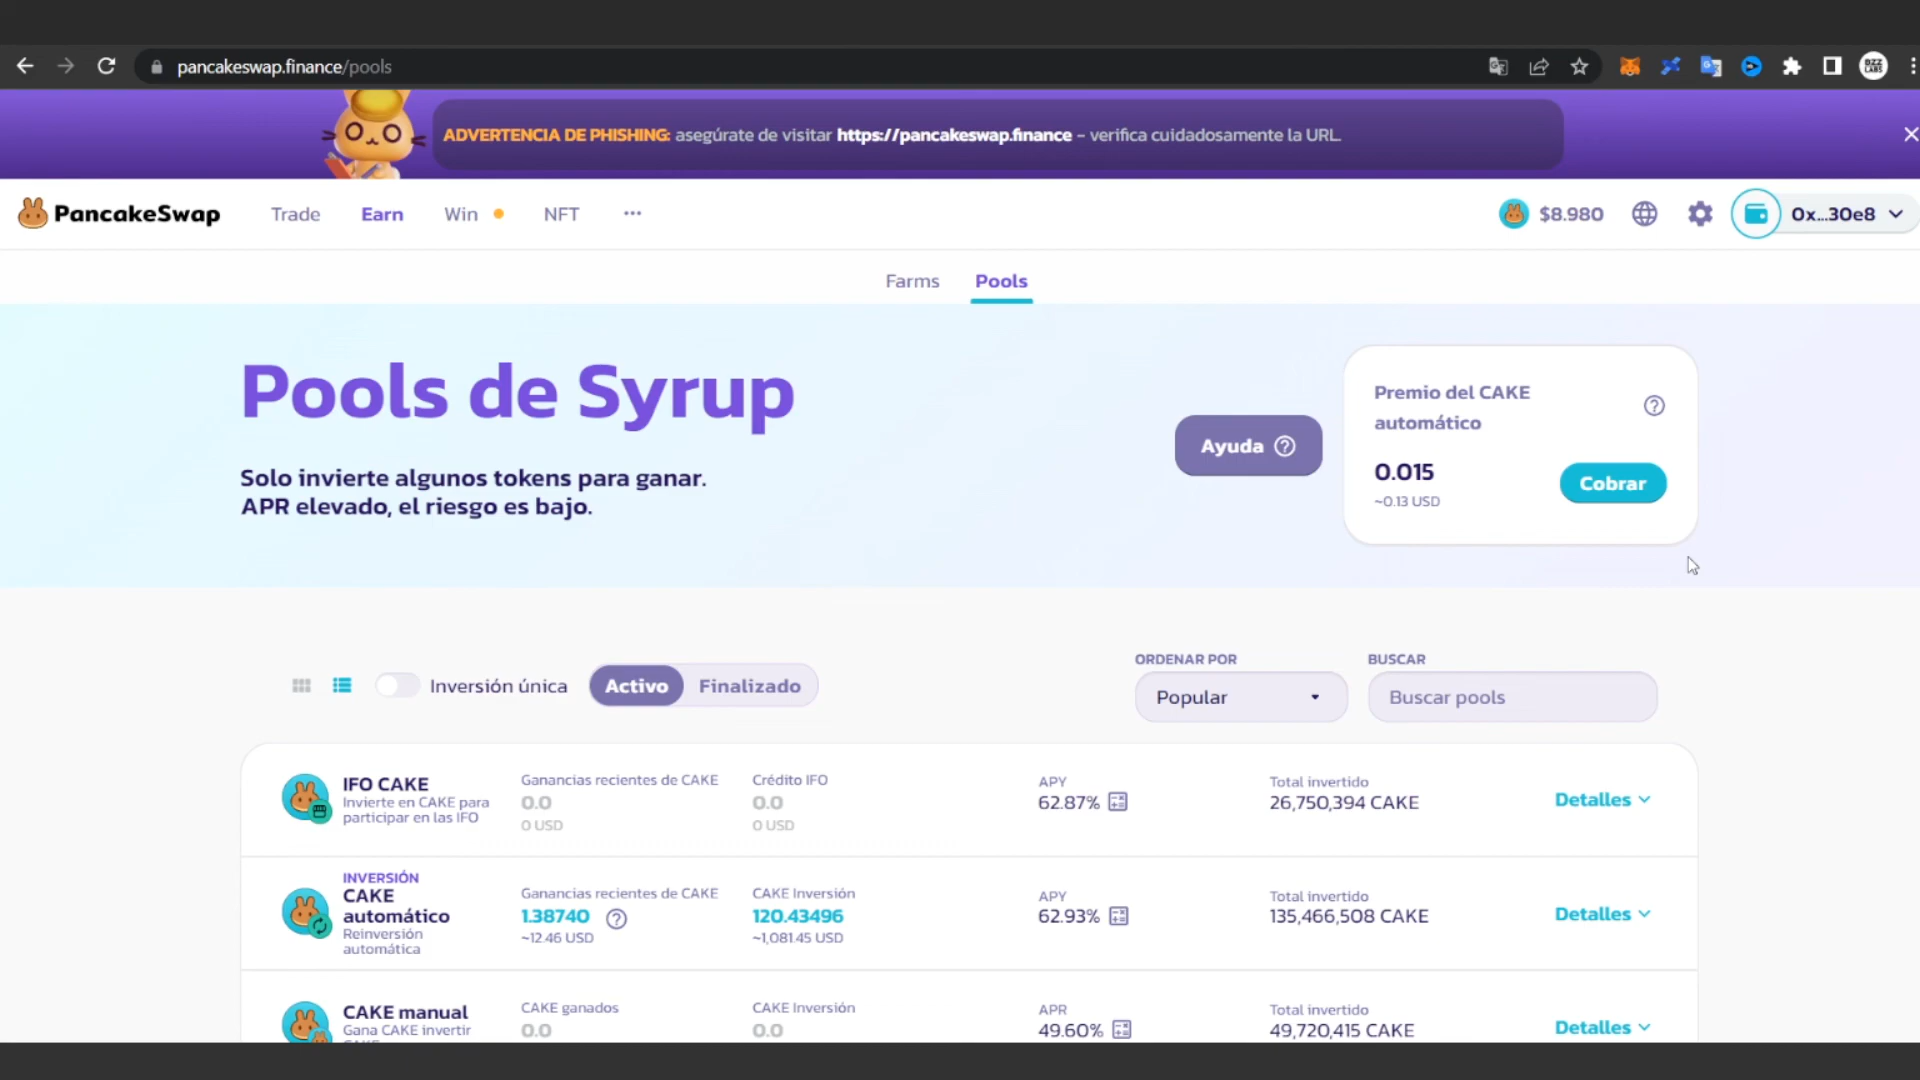 pancakeswap.finance/pools
BZZ
LABS
ADVERTENCIA DE PHISHING: asegúrate de visitar https://pancakeswap.finance - verifica cuidadosamente la URL.
PancakeSwap
Trade
Earn
Win
NFT
$8.980
0x...30e8
Farms
Pools
Pools de Syrup
Solo invierte algunos tokens para ganar.
APR elevado, el riesgo es bajo.
Ayuda
Premio del CAKE
automático
0.015
~0.13 USD
Cobrar
Inversión única
Activo
Finalizado
ORDENAR POR
Popular
BUSCAR
Buscar pools
IFO CAKE
Invierte en CAKE para
participar en las IFO
Ganancias recientes de CAKE
0.0
0 USD
Crédito IFO
0.0
0 USD
APY
62.87%
Total invertido
26,750,394 CAKE
Detalles
INVERSIÓN
CAKE
automático
Reinversión
automática
Ganancias recientes de CAKE
1.38740
~12.46 USD
CAKE Inversión
120.43496
~1,081.45 USD
APY
62.93%
Total invertido
135,466,508 CAKE
Detalles
CAKE manual
Gana CAKE invertir
CAKE ganados
0.0
CAKE Inversión
0.0
APR
49.60%
Total invertido
49,720,415 CAKE
Detalles